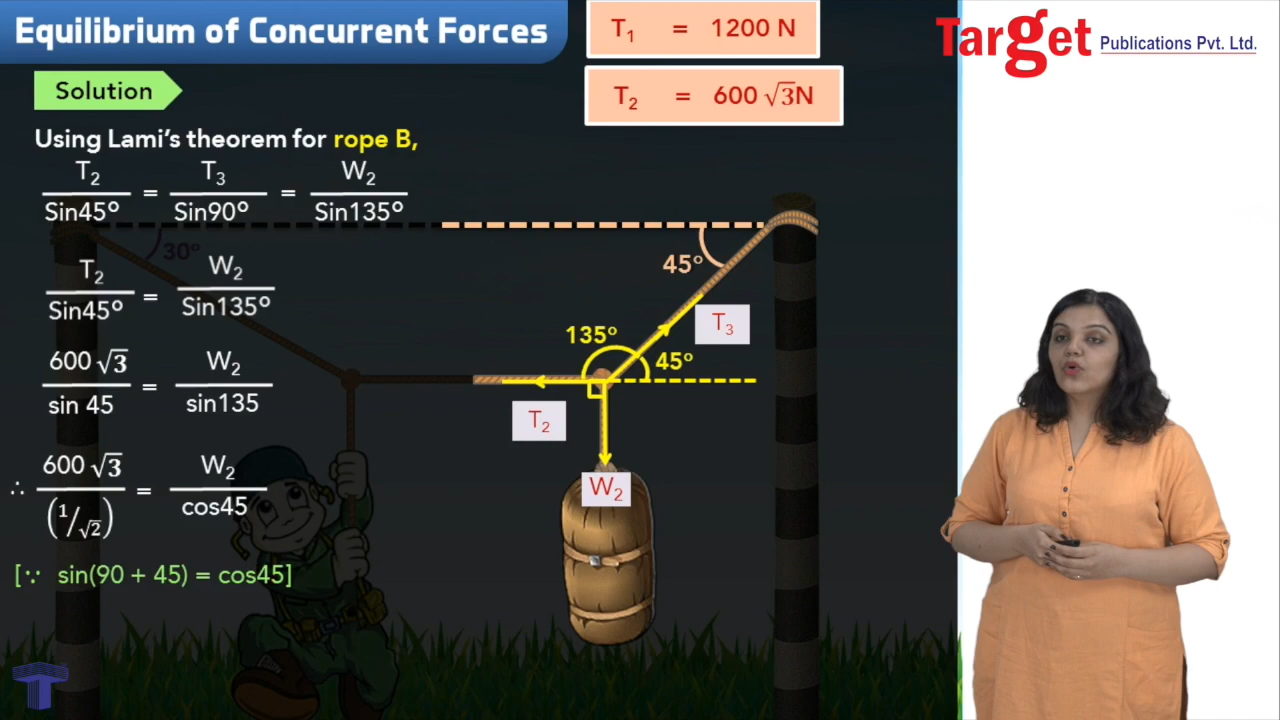 Equilibrium of Concurrent Forces
T₁ = 1200 N
T₂ = 600 √3N
Target Publications Pvt. Ltd.
Solution
Using Lami's theorem for rope B,
T₂/Sin45° = T₃/Sin90° = W₂/Sin135°
30°
45°
T₂/Sin45° = W₂/Sin135°
T₃
135°
45°
600 √3/sin 45 = W₂/sin135
T₂
∴ 600 √3/(1/√2) = W₂/cos45
W₂
[∵ sin(90 + 45) = cos45]